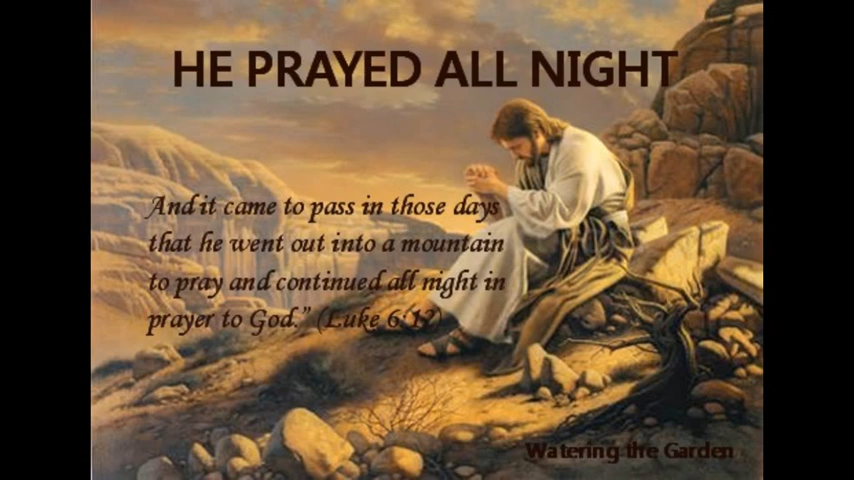 HE PRAYED ALL NIGHT
And it came to pass in those days
that he went out into a mountain
to pray and continued all night in
prayer to God." (Luke 6:12)
Watering the Garden